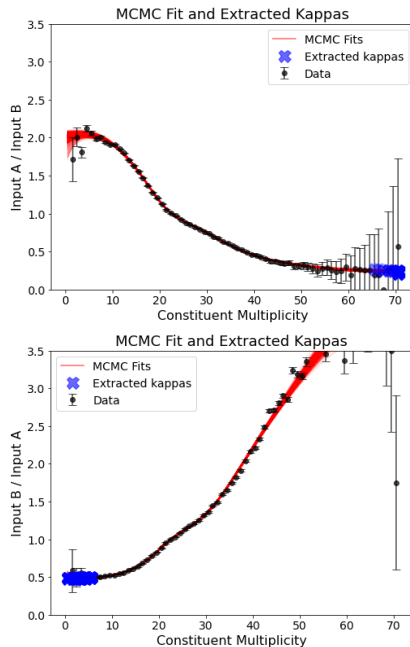 MCMC Fit and Extracted Kappas
3.5
3.0
2.5
2.0
1.5
1.0
0.5
0.0
Input A / Input B
MCMC Fits
Extracted kappas
Data
0 10 20 30 40 50 60 70
Constituent Multiplicity
MCMC Fit and Extracted Kappas
3.5
3.0
2.5
2.0
1.5
1.0
0.5
0.0
Input B / Input A
MCMC Fits
Extracted kappas
Data
0 10 20 30 40 50 60 70
Constituent Multiplicity